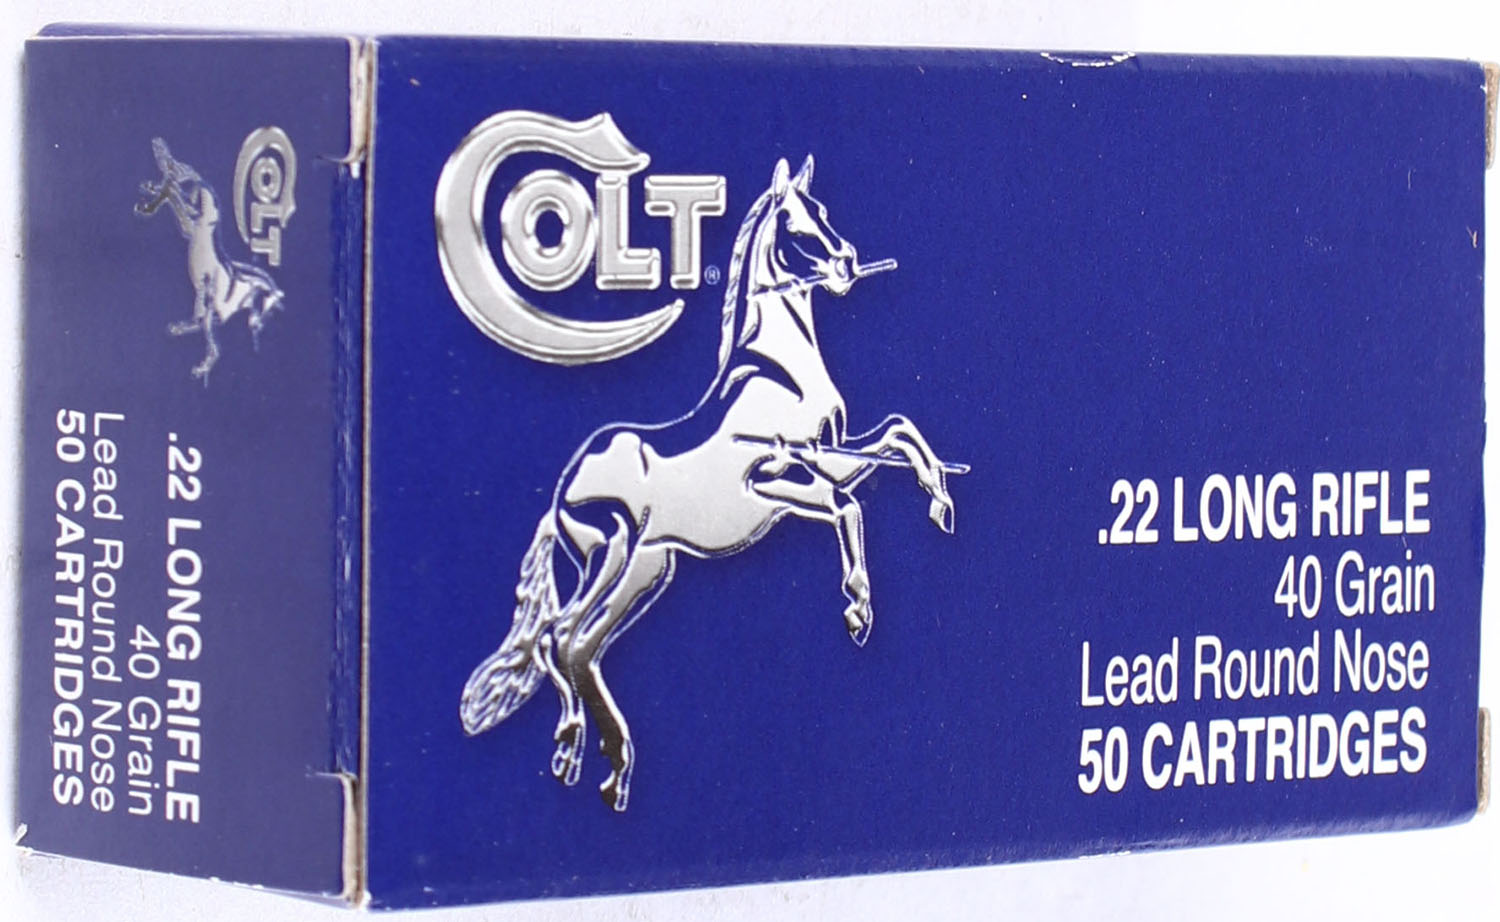 COLT®
.22 LONG RIFLE
40 Grain
Lead Round Nose
50 CARTRIDGES
COLT
.22 LONG RIFLE
40 Grain
Lead Round Nose
50 CARTRIDGES